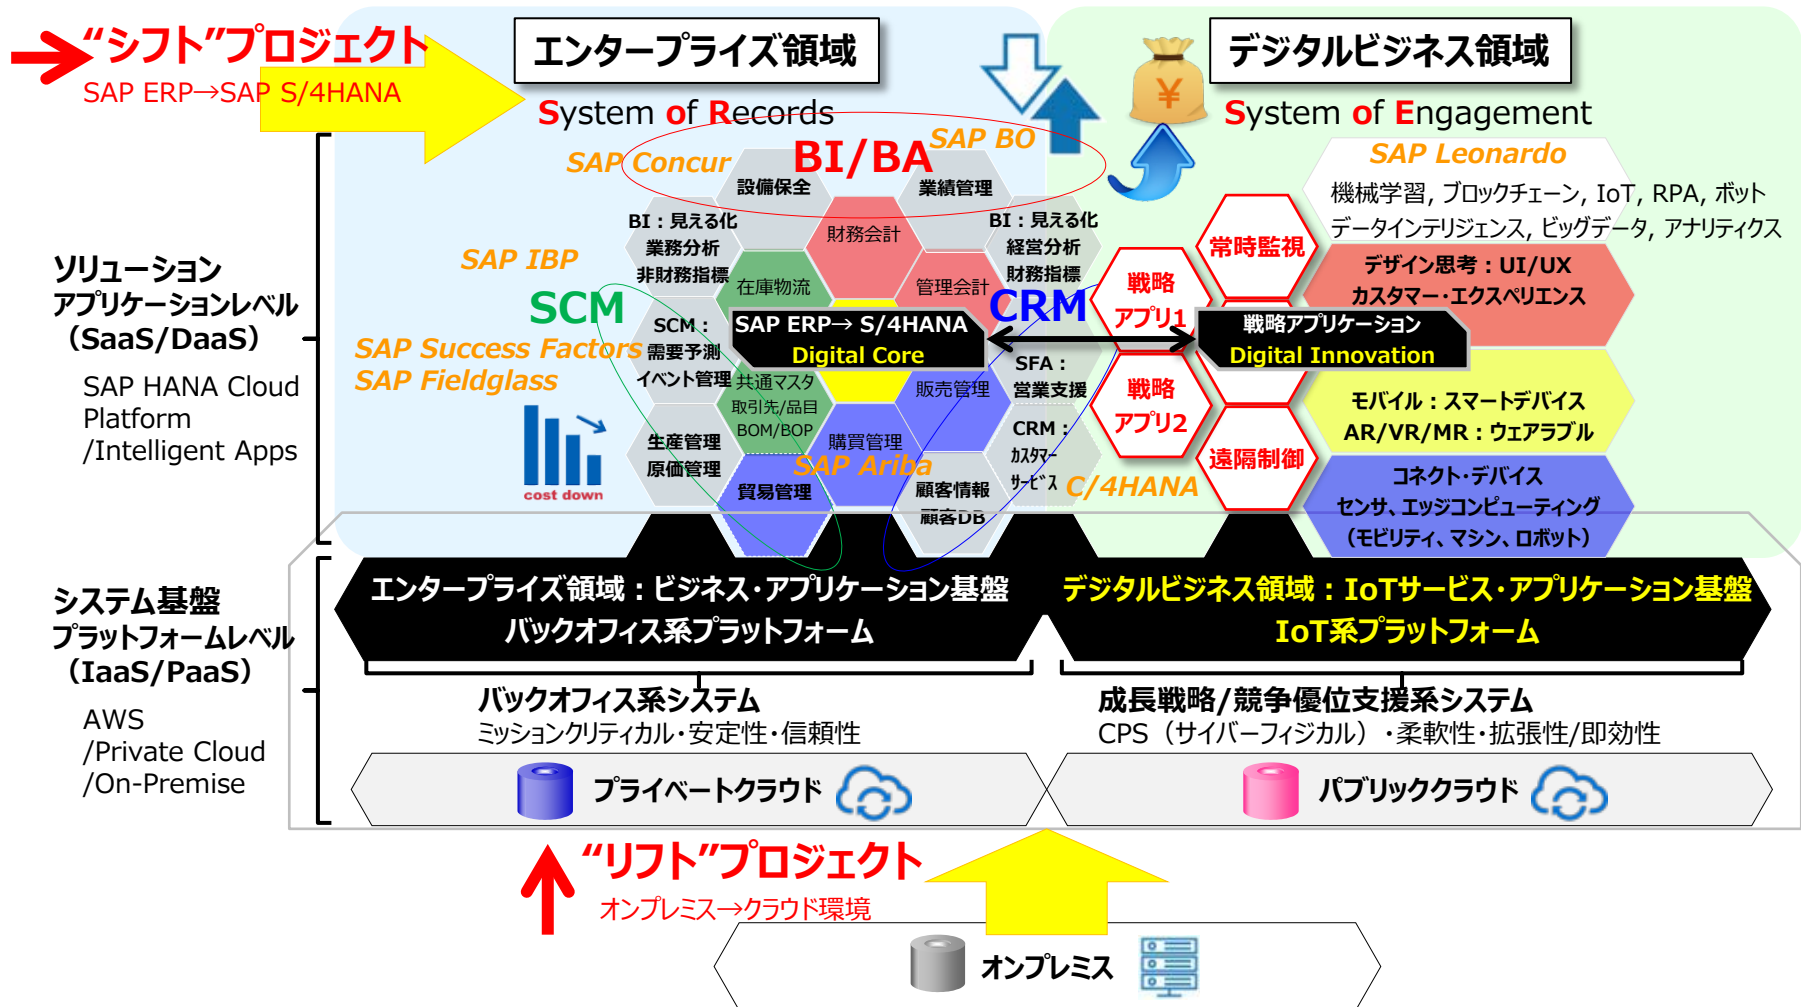 “シフト”プロジェクト
SAP ERP→SAP S/4HANA
エンタープライズ領域
System of Records
デジタルビジネス領域
System of Engagement
¥
ソリューション
アプリケーションレベル
（SaaS/DaaS）
SAP HANA Cloud
Platform
/Intelligent Apps
SAP Concur
BI/BA
SAP BO
設備保全
業績管理
BI：見える化
業務分析
非財務指標
財務会計
BI：見える化
経営分析
財務指標
SAP IBP
在庫物流
管理会計
SCM
CRM
SCM：
需要予測
イベント管理
SAP ERP→ S/4HANA
Digital Core
SAP Success Factors
SAP Fieldglass
共通マスタ
取引先/品目
BOM/BOP
販売管理
SFA：
営業支援
cost down
生産管理
原価管理
購買管理
SAP Ariba
貿易管理
顧客情報
顧客DB
CRM：
ｶｽﾀﾏｰ
ｻｰﾋﾞｽ
C/4HANA
戦略
アプリ1
戦略
アプリ2
常時監視
遠隔制御
戦略アプリケーション
Digital Innovation
SAP Leonardo
機械学習, ブロックチェーン, IoT, RPA, ボット
データインテリジェンス, ビッグデータ, アナリティクス
デザイン思考：UI/UX
カスタマー・エクスペリエンス
モバイル：スマートデバイス
AR/VR/MR：ウェアラブル
コネクト・デバイス
センサ、エッジコンピューティング
（モビリティ、マシン、ロボット）
システム基盤
プラットフォームレベル
（IaaS/PaaS）
AWS
/Private Cloud
/On-Premise
エンタープライズ領域：ビジネス・アプリケーション基盤
バックオフィス系プラットフォーム
デジタルビジネス領域：IoTサービス・アプリケーション基盤
IoT系プラットフォーム
バックオフィス系システム
ミッションクリティカル・安定性・信頼性
成長戦略/競争優位支援系システム
CPS（サイバーフィジカル）・柔軟性・拡張性/即効性
プライベートクラウド
パブリッククラウド
“リフト”プロジェクト
オンプレミス→クラウド環境
オンプレミス